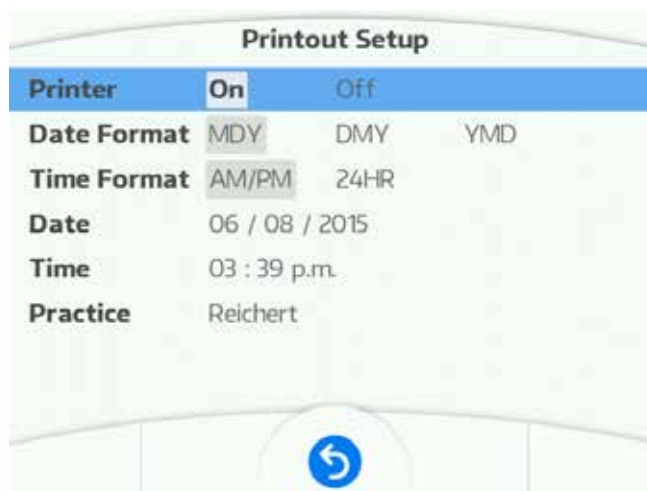 Printout Setup
Printer On Off
Date Format MDY DMY YMD
Time Format AM/PM 24HR
Date 06 / 08 / 2015
Time 03 : 39 p.m.
Practice Reichert